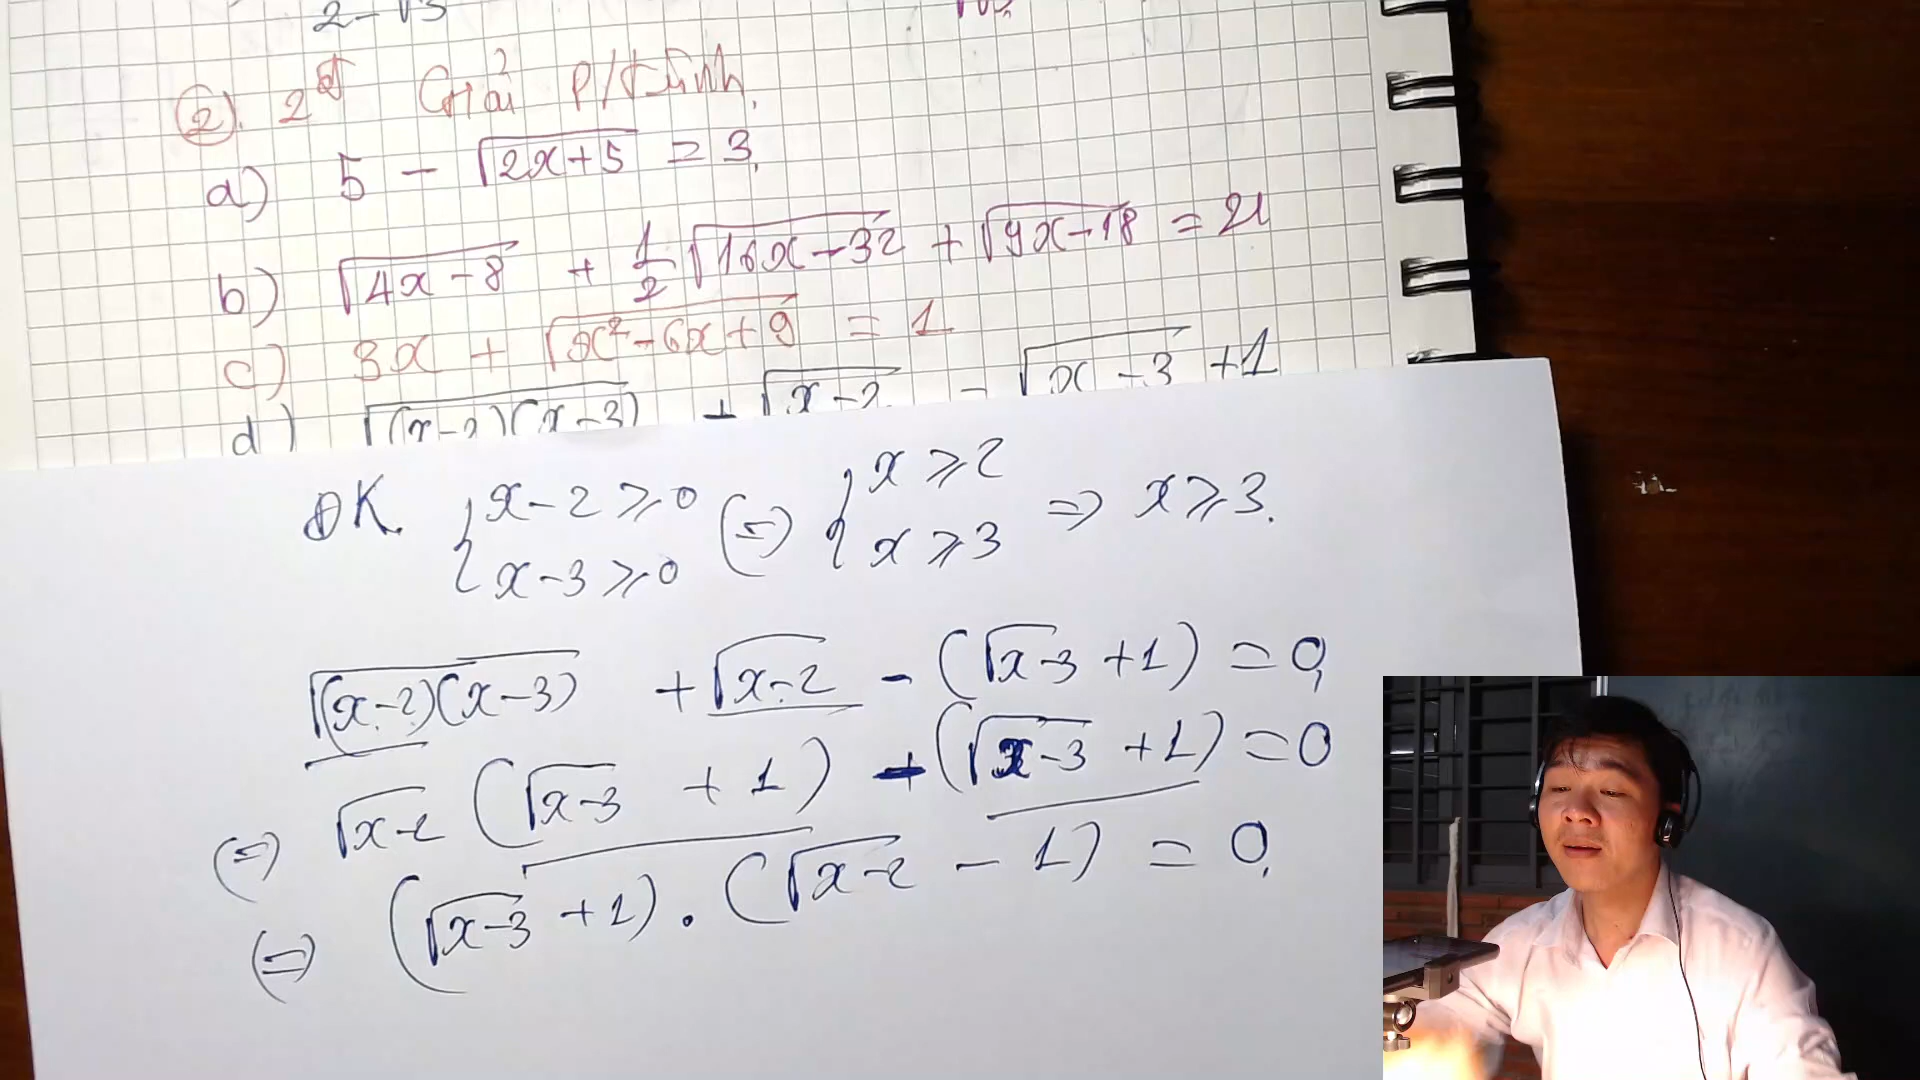 2-√3
②. 2đ Giải p/trình.
a) 5 - √(2x+5) = 3.
b) √(4x-8) + 1/2 √(16x-32) + √(9x-18) = 21
c) 3x + √(x²-6x+9) = 1
d) √((x-2)(x-3)) + √(x-2) - √(x-3) + 1
ĐK. { x-2 ⩾ 0 (=) { x ⩾ 2 => x ⩾ 3.
x-3 ⩾ 0 x ⩾ 3
√((x-2)(x-3)) + √(x-2) - (√(x-3) + 1) = 0,
(=) √(x-2) (√(x-3) + 1) - (√(x-3) + 1) = 0
(=) (√(x-3) + 1) . (√(x-2) - 1) = 0.